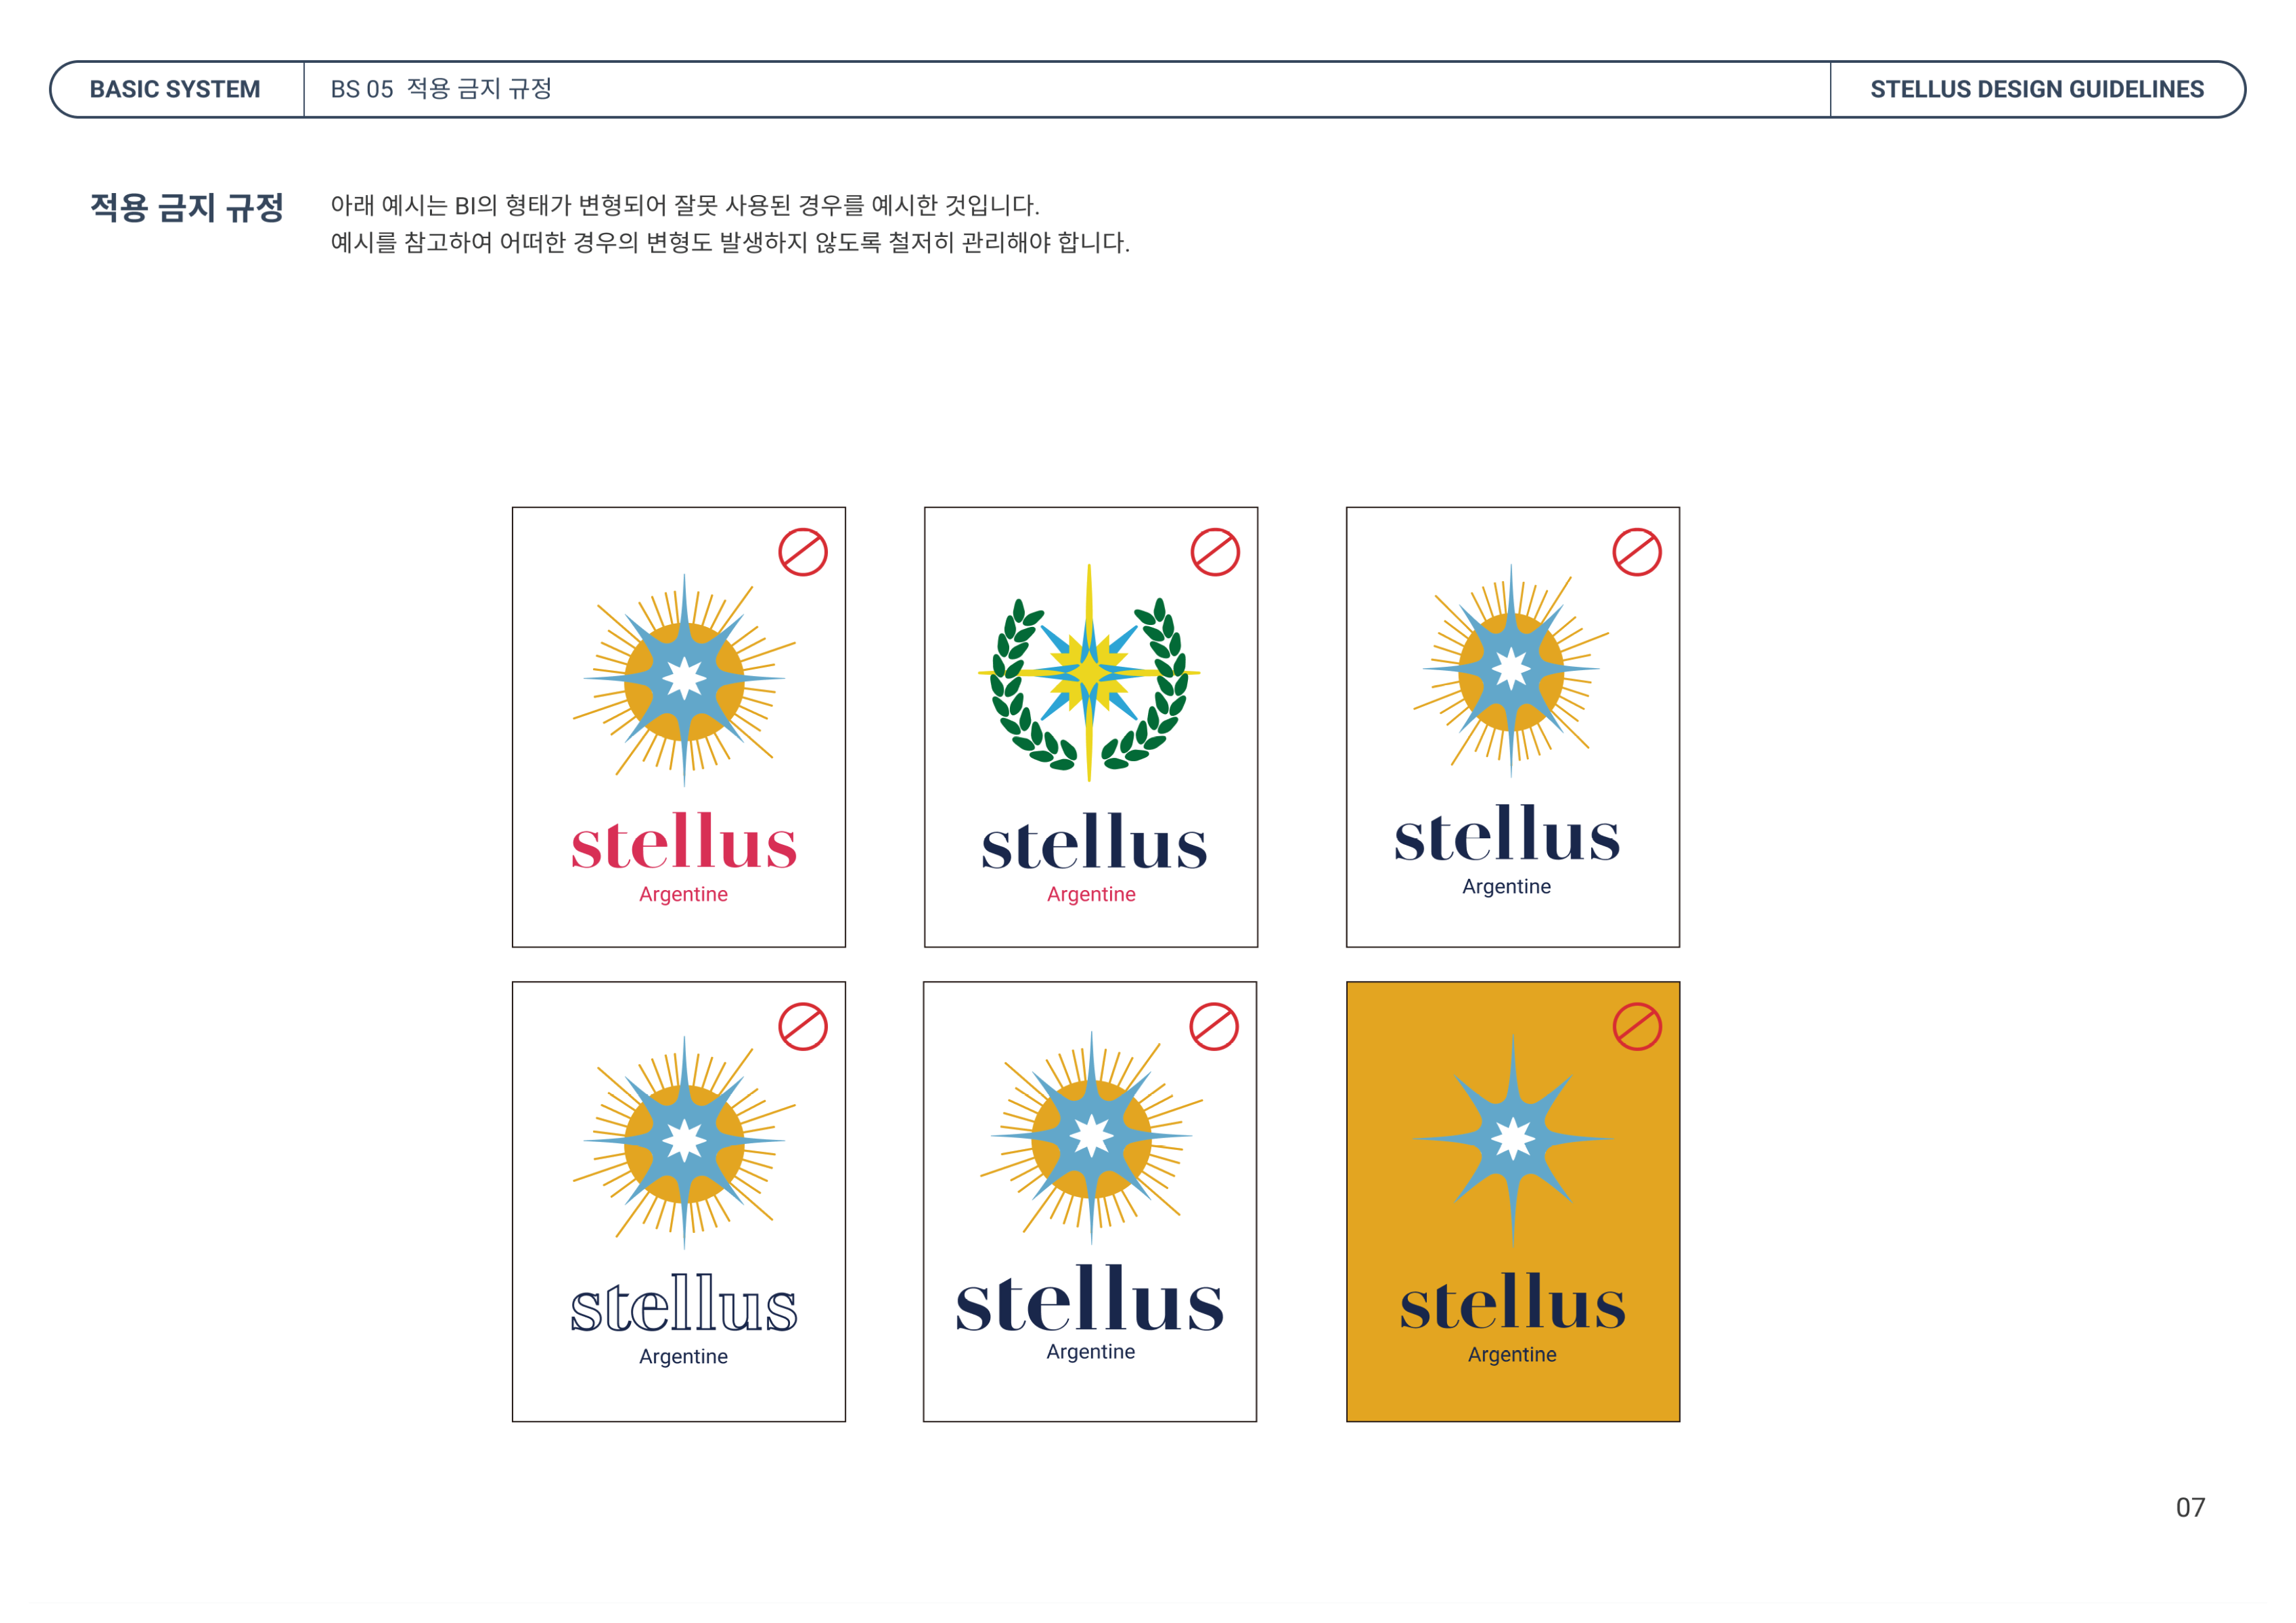 BASIC SYSTEM
BS 05 적용 금지 규정
STELLUS DESIGN GUIDELINES
적용 금지 규정
아래 예시는 BI의 형태가 변형되어 잘못 사용된 경우를 예시한 것입니다.
예시를 참고하여 어떠한 경우의 변형도 발생하지 않도록 철저히 관리해야 합니다.
stellus
Argentine
stellus
Argentine
stellus
Argentine
stellus
Argentine
stellus
Argentine
stellus
Argentine
07